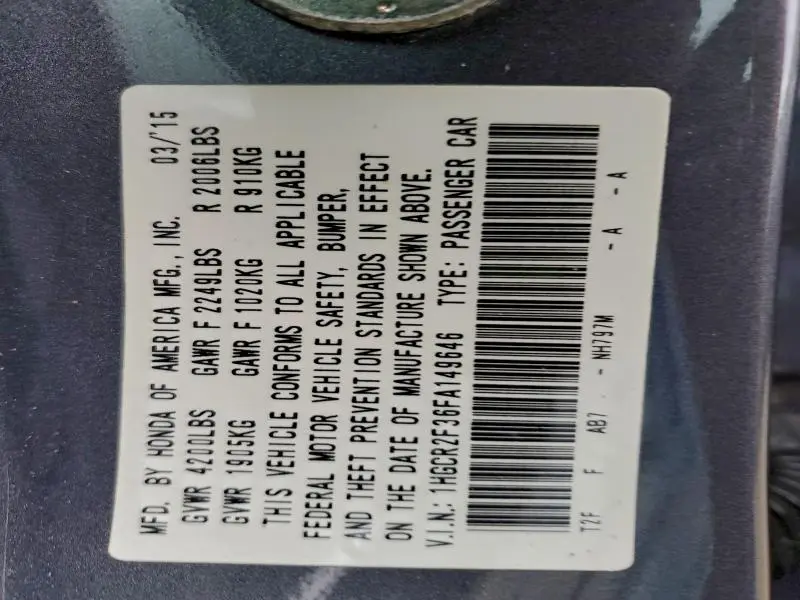 MFD. BY HONDA OF AMERICA MFG., INC. 03/'15
GVWR 4200LBS GAWR F 2249LBS R 2006LBS
GVWR 1905KG GAWR F 1020KG R 910KG
THIS VEHICLE CONFORMS TO ALL APPLICABLE
FEDERAL MOTOR VEHICLE SAFETY, BUMPER,
AND THEFT PREVENTION STANDARDS IN EFFECT
ON THE DATE OF MANUFACTURE SHOWN ABOVE.
V.I.N.: 1HGCR2F36FA149646 TYPE: PASSENGER CAR
T2F F AB7 - NH797M - A - A